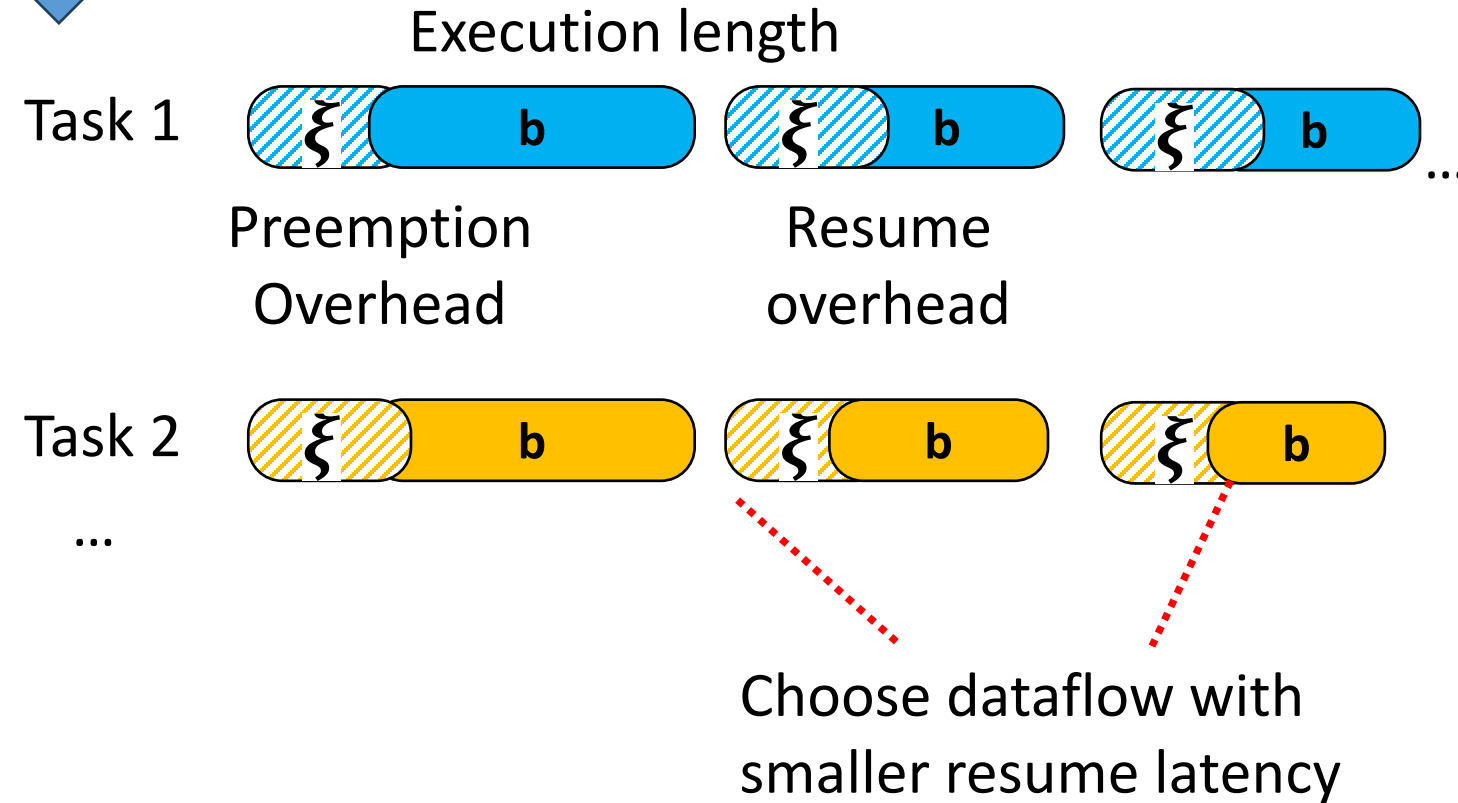 Execution length
Task 1 ξ b ξ b ξ b ...
Preemption Resume
Overhead overhead
Task 2 ξ b ξ b ξ b
...
Choose dataflow with
smaller resume latency